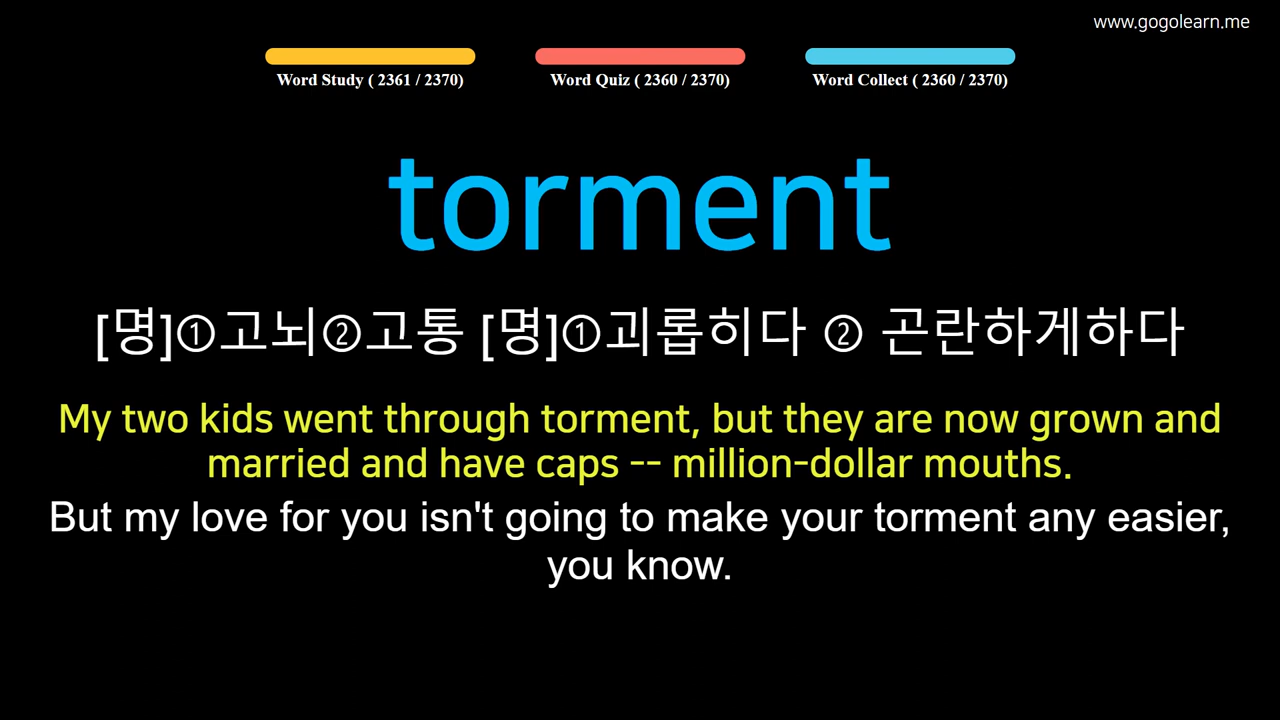 www.gogolearn.me
Word Study ( 2361 / 2370)
Word Quiz ( 2360 / 2370)
Word Collect ( 2360 / 2370)
torment
[명]①고뇌②고통 [명]①괴롭히다 ② 곤란하게하다
My two kids went through torment, but they are now grown and
married and have caps -- million-dollar mouths.
But my love for you isn't going to make your torment any easier,
you know.